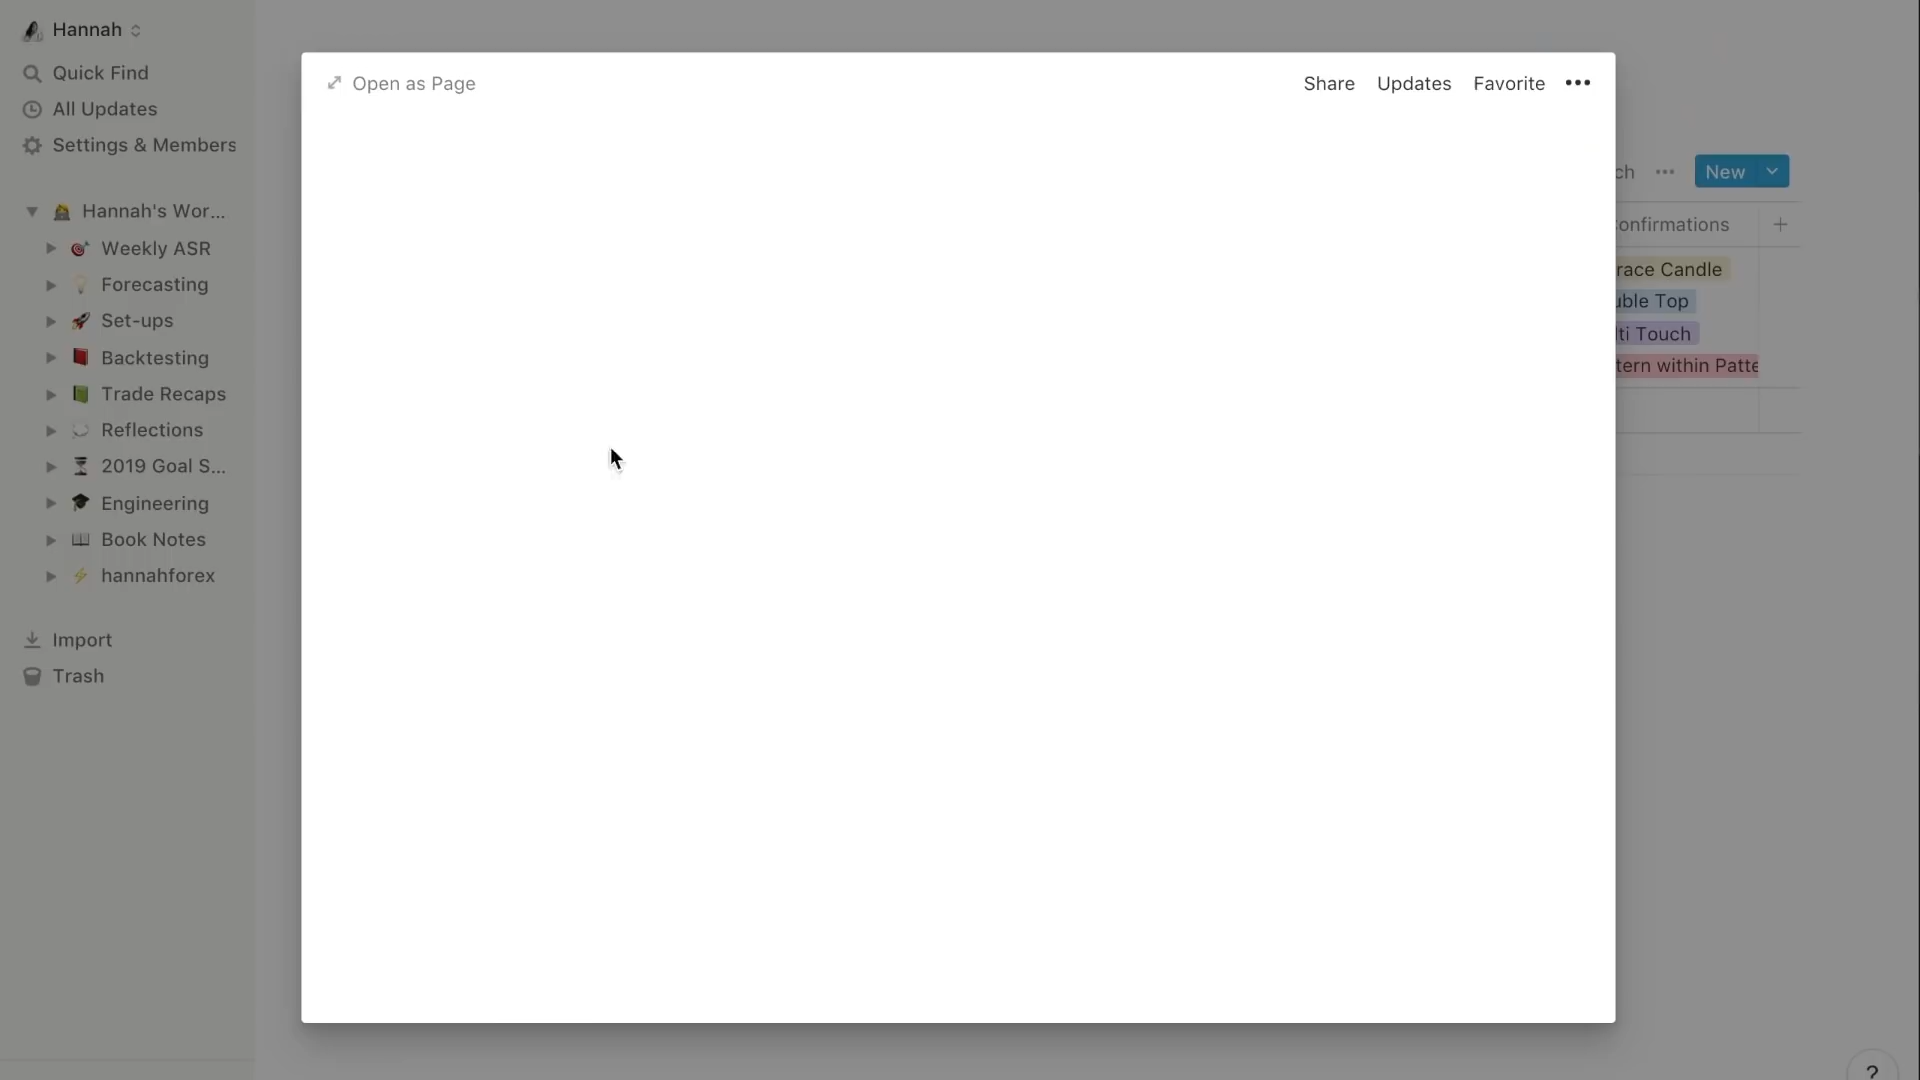 Hannah
Quick Find
All Updates
Settings & Members
Hannah's Wor...
Weekly ASR
Forecasting
Set-ups
Backtesting
Trade Recaps
Reflections
2019 Goal S...
Engineering
Book Notes
hannahforex
Import
Trash
Open as Page
Share Updates Favorite •••
ch ••• New
onfirmations +
race Candle
uble Top
lti Touch
tern within Patte
?